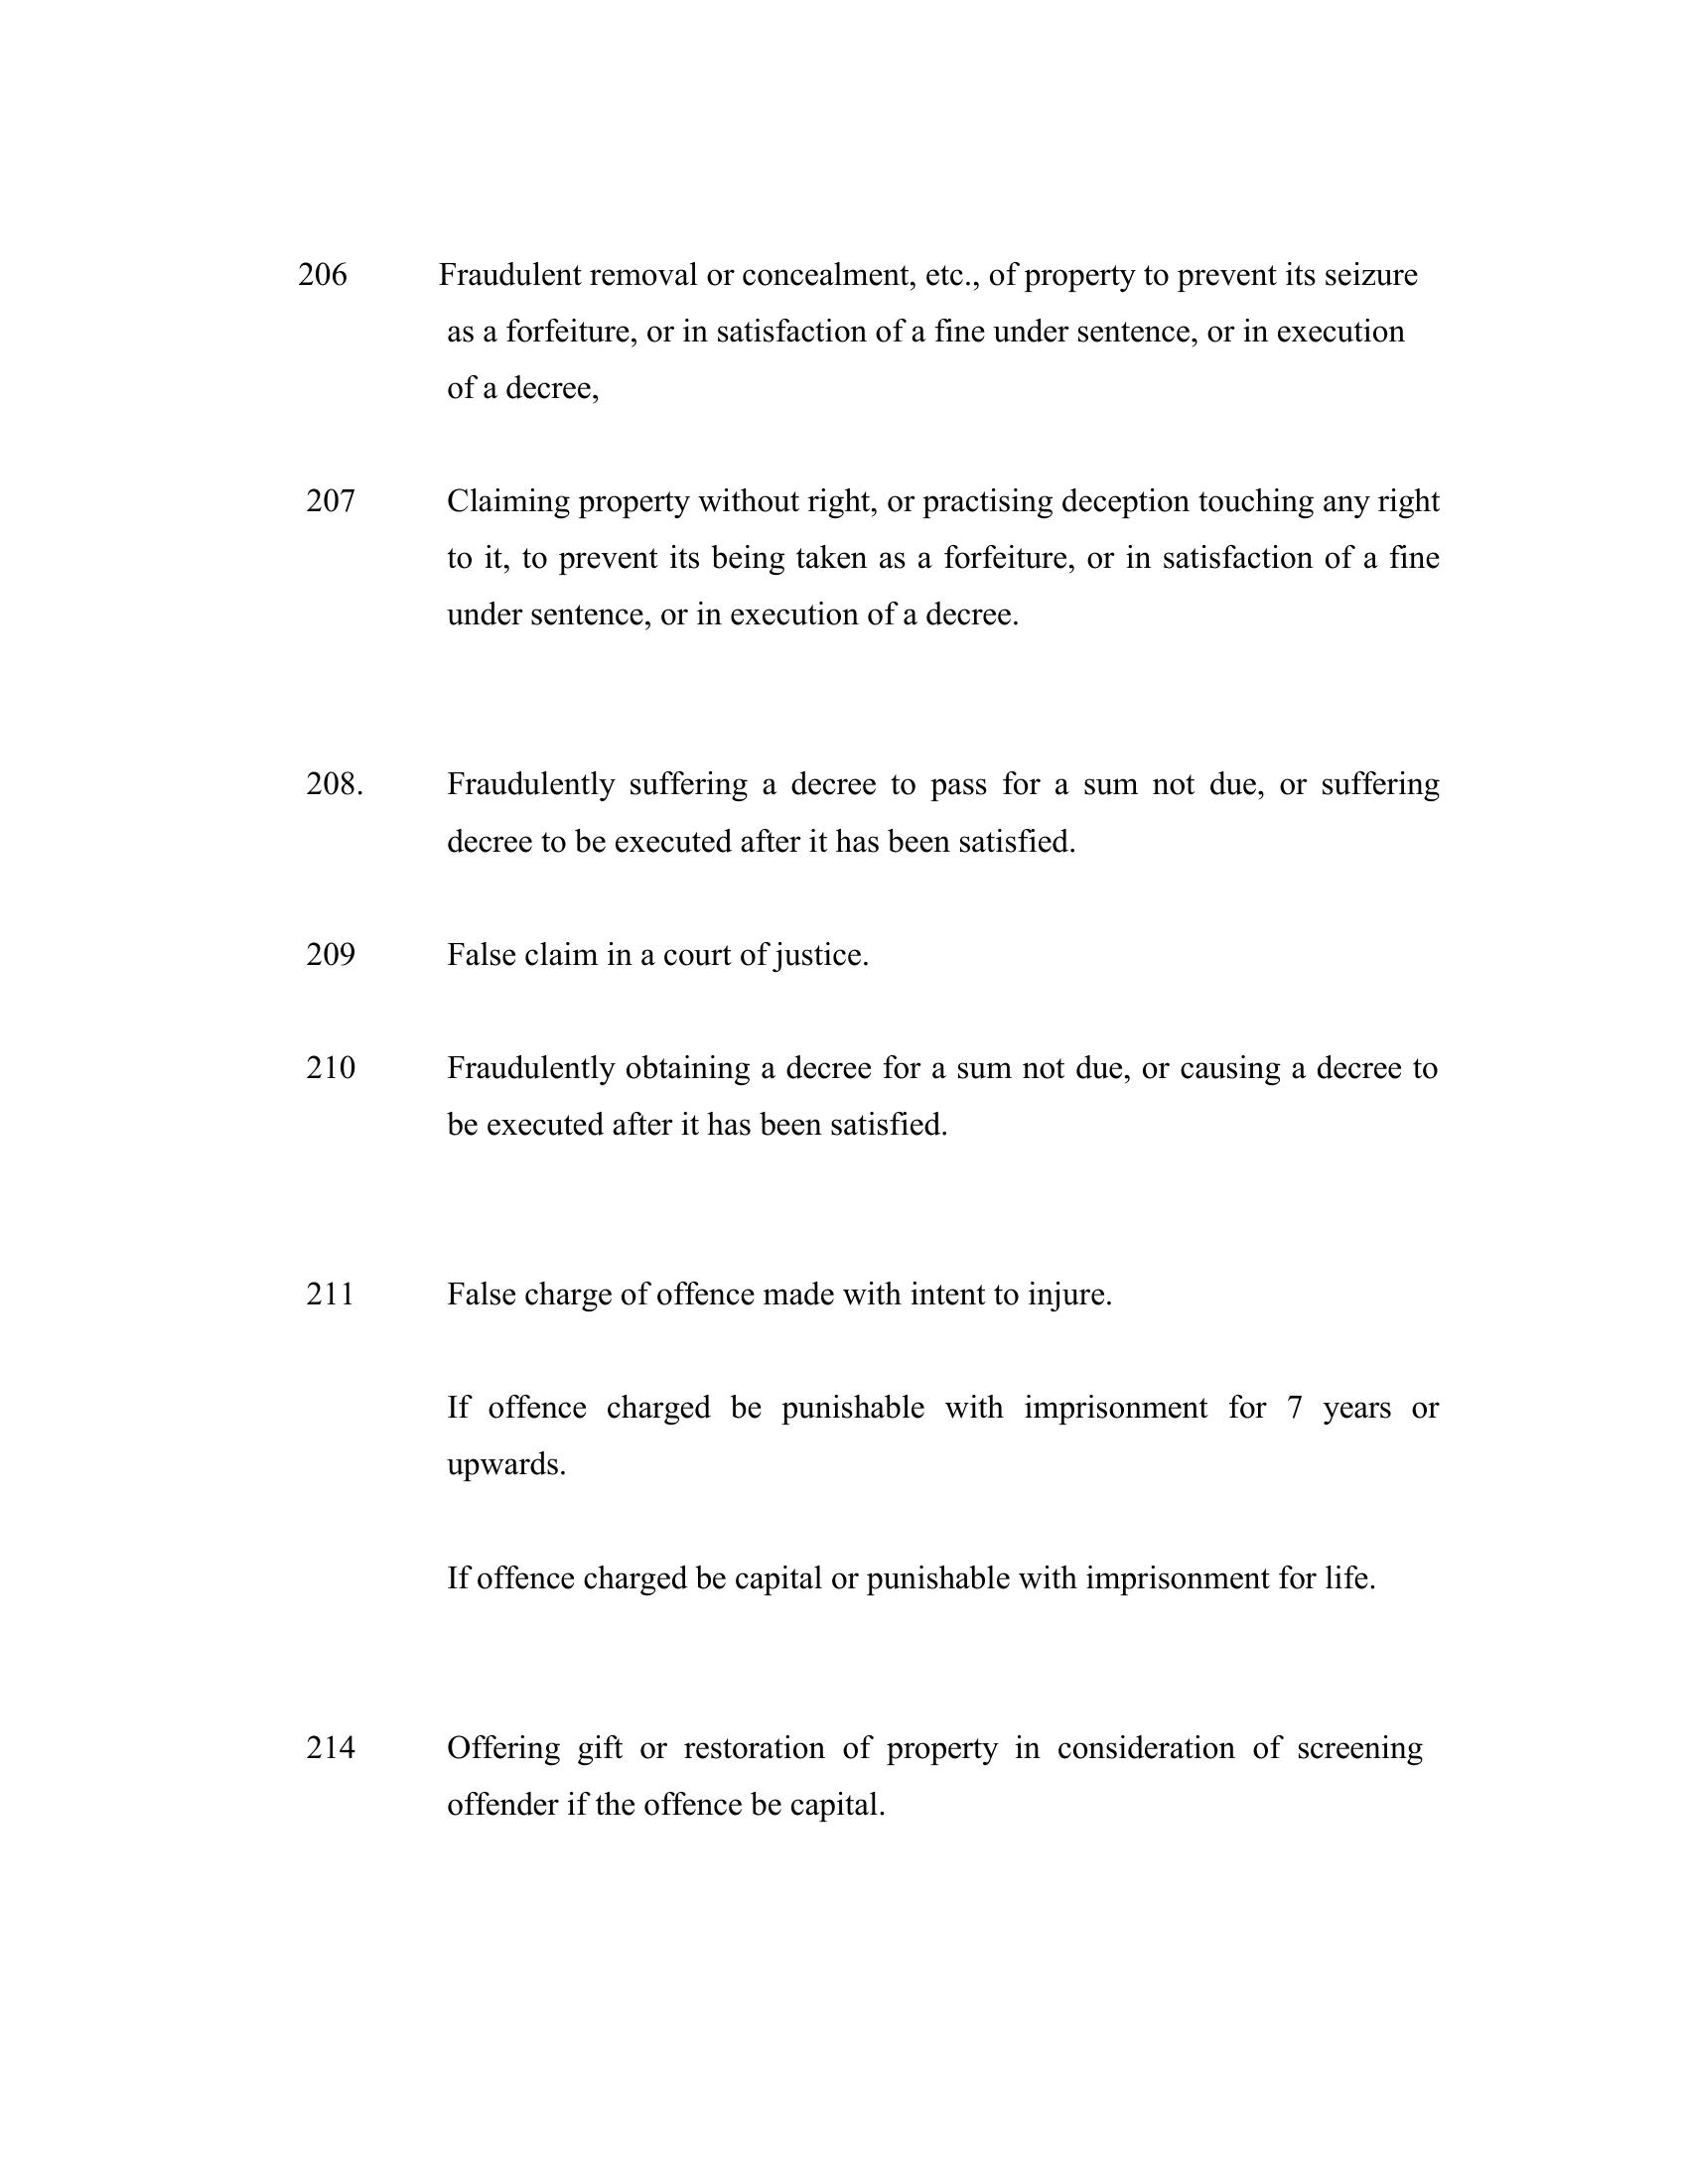 206 Fraudulent removal or concealment, etc., of property to prevent its seizure
as a forfeiture, or in satisfaction of a fine under sentence, or in execution
of a decree,
207 Claiming property without right, or practising deception touching any right
to it, to prevent its being taken as a forfeiture, or in satisfaction of a fine
under sentence, or in execution of a decree.
208. Fraudulently suffering a decree to pass for a sum not due, or suffering
decree to be executed after it has been satisfied.
209 False claim in a court of justice.
210 Fraudulently obtaining a decree for a sum not due, or causing a decree to
be executed after it has been satisfied.
211 False charge of offence made with intent to injure.
If offence charged be punishable with imprisonment for 7 years or
upwards.
If offence charged be capital or punishable with imprisonment for life.
214 Offering gift or restoration of property in consideration of screening
offender if the offence be capital.